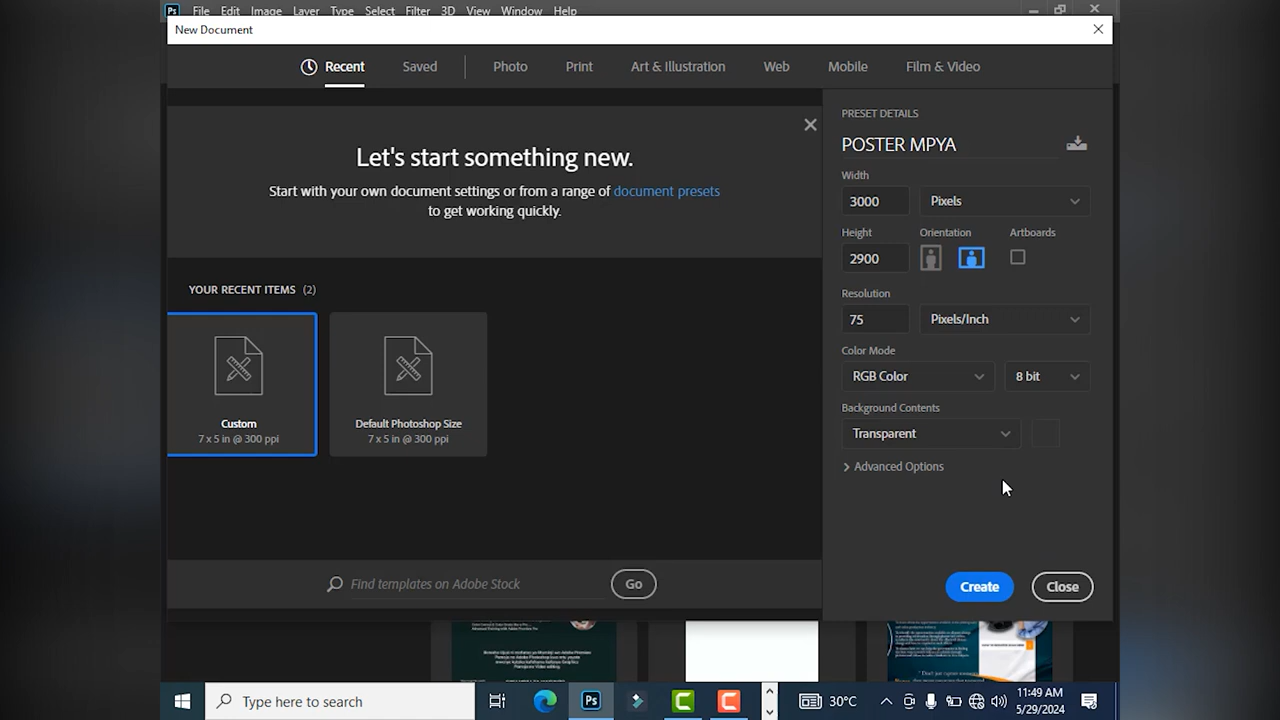 Ps File Edit Image Layer Type Select Filter 3D View Window Help
New Document
Recent Saved Photo Print Art & Illustration Web Mobile Film & Video
Let's start something new.
Start with your own document settings or from a range of document presets
to get working quickly.
YOUR RECENT ITEMS (2)
Custom
7 x 5 in @ 300 ppi
Default Photoshop Size
7 x 5 in @ 300 ppi
Find templates on Adobe Stock Go
PRESET DETAILS
POSTER MPYA
Width
3000 Pixels
Height Orientation Artboards
2900
Resolution
75 Pixels/Inch
Color Mode
RGB Color 8 bit
Background Contents
Transparent
Advanced Options
Create Close
Type here to search
Ps
30°C
11:49 AM
5/29/2024